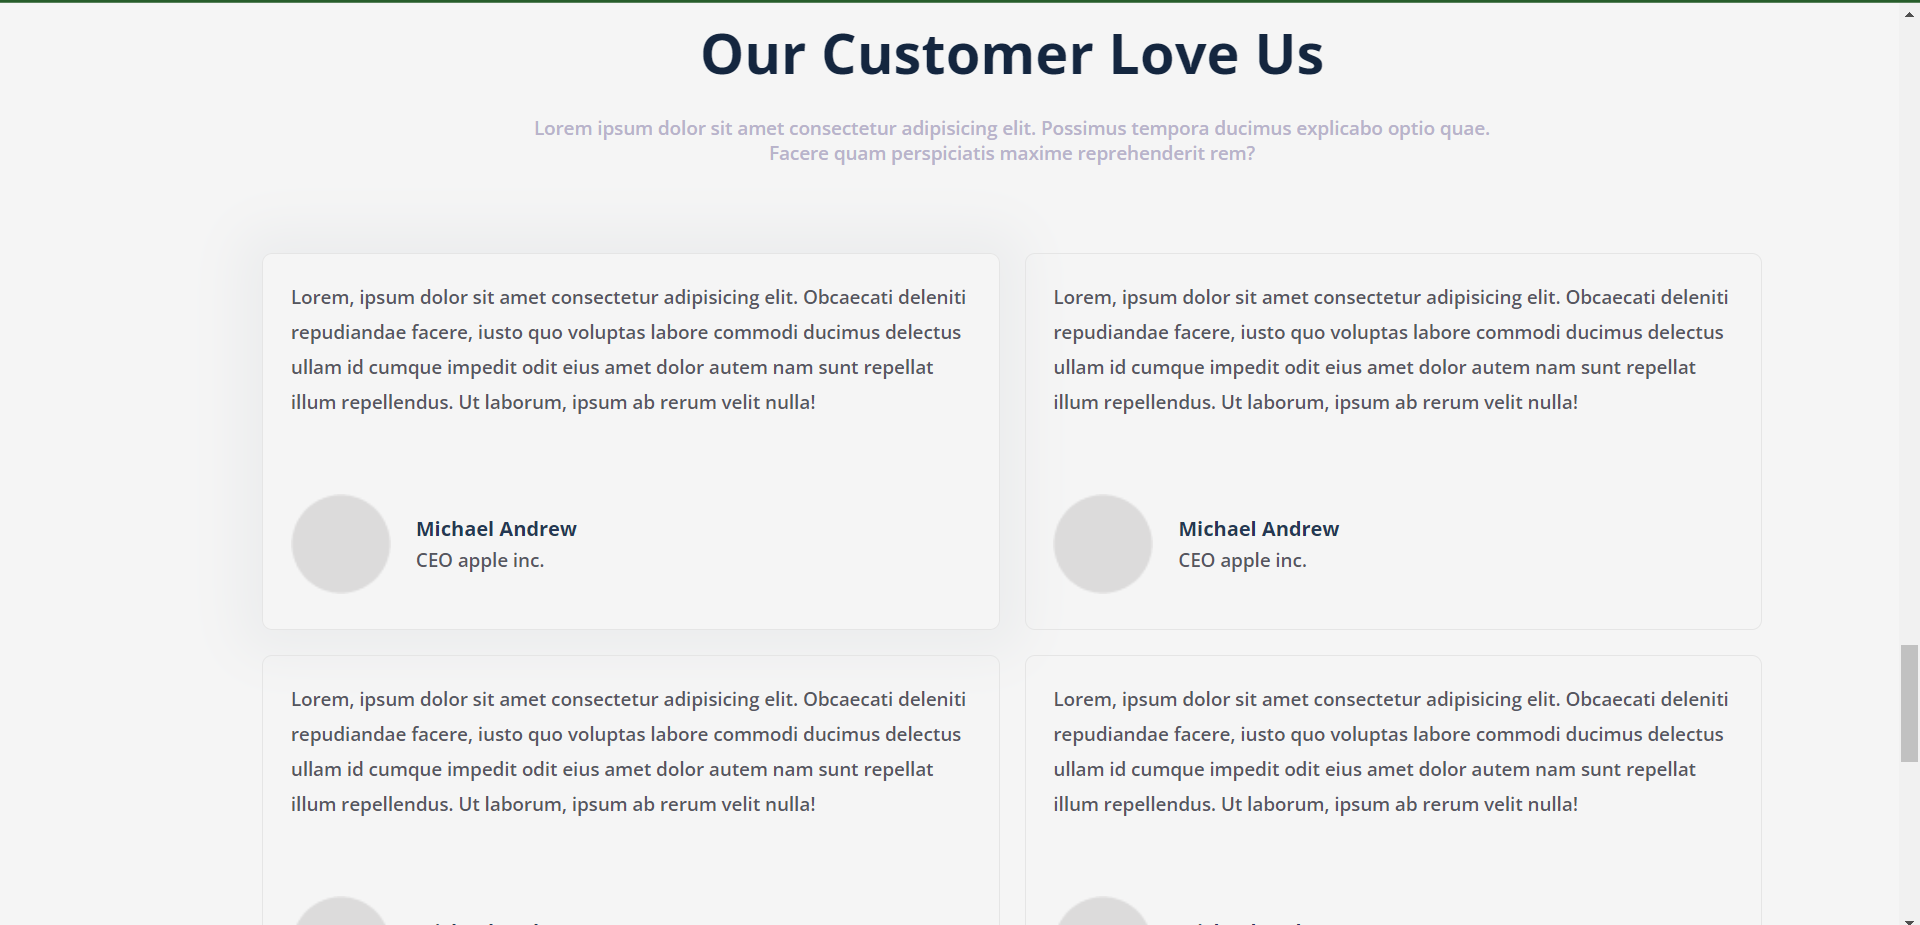 Our Customer Love Us
Lorem ipsum dolor sit amet consectetur adipisicing elit. Possimus tempora ducimus explicabo optio quae.
Facere quam perspiciatis maxime reprehenderit rem?
Lorem, ipsum dolor sit amet consectetur adipisicing elit. Obcaecati deleniti
repudiandae facere, iusto quo voluptas labore commodi ducimus delectus
ullam id cumque impedit odit eius amet dolor autem nam sunt repellat
illum repellendus. Ut laborum, ipsum ab rerum velit nulla!
Michael Andrew
CEO apple inc.
Lorem, ipsum dolor sit amet consectetur adipisicing elit. Obcaecati deleniti
repudiandae facere, iusto quo voluptas labore commodi ducimus delectus
ullam id cumque impedit odit eius amet dolor autem nam sunt repellat
illum repellendus. Ut laborum, ipsum ab rerum velit nulla!
Michael Andrew
CEO apple inc.
Lorem, ipsum dolor sit amet consectetur adipisicing elit. Obcaecati deleniti
repudiandae facere, iusto quo voluptas labore commodi ducimus delectus
ullam id cumque impedit odit eius amet dolor autem nam sunt repellat
illum repellendus. Ut laborum, ipsum ab rerum velit nulla!
Lorem, ipsum dolor sit amet consectetur adipisicing elit. Obcaecati deleniti
repudiandae facere, iusto quo voluptas labore commodi ducimus delectus
ullam id cumque impedit odit eius amet dolor autem nam sunt repellat
illum repellendus. Ut laborum, ipsum ab rerum velit nulla!